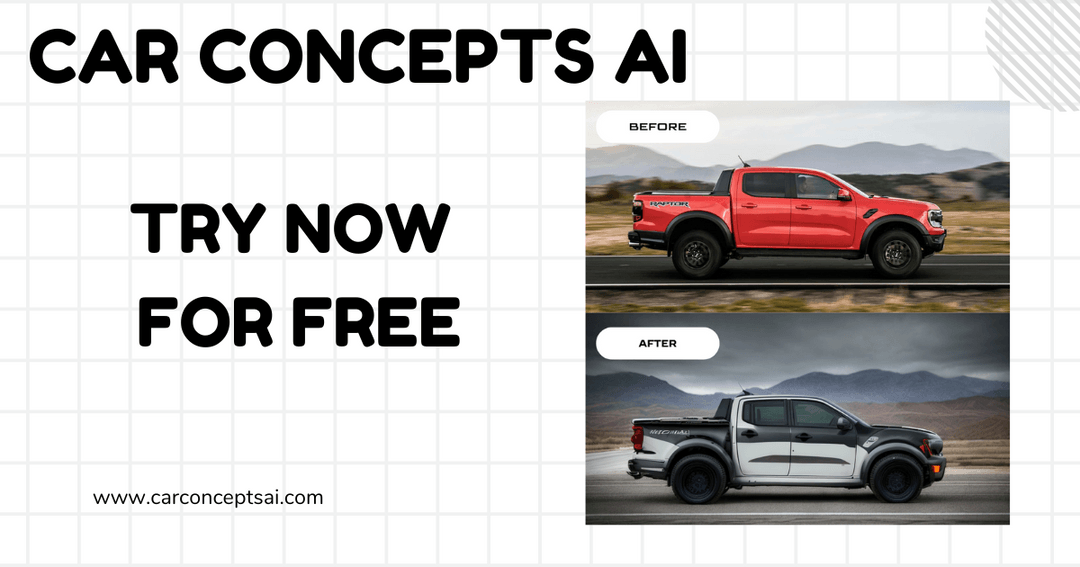 CAR CONCEPTS AI
BEFORE
RAPTOR
TRY NOW
FOR FREE
AFTER
www.carconceptsai.com